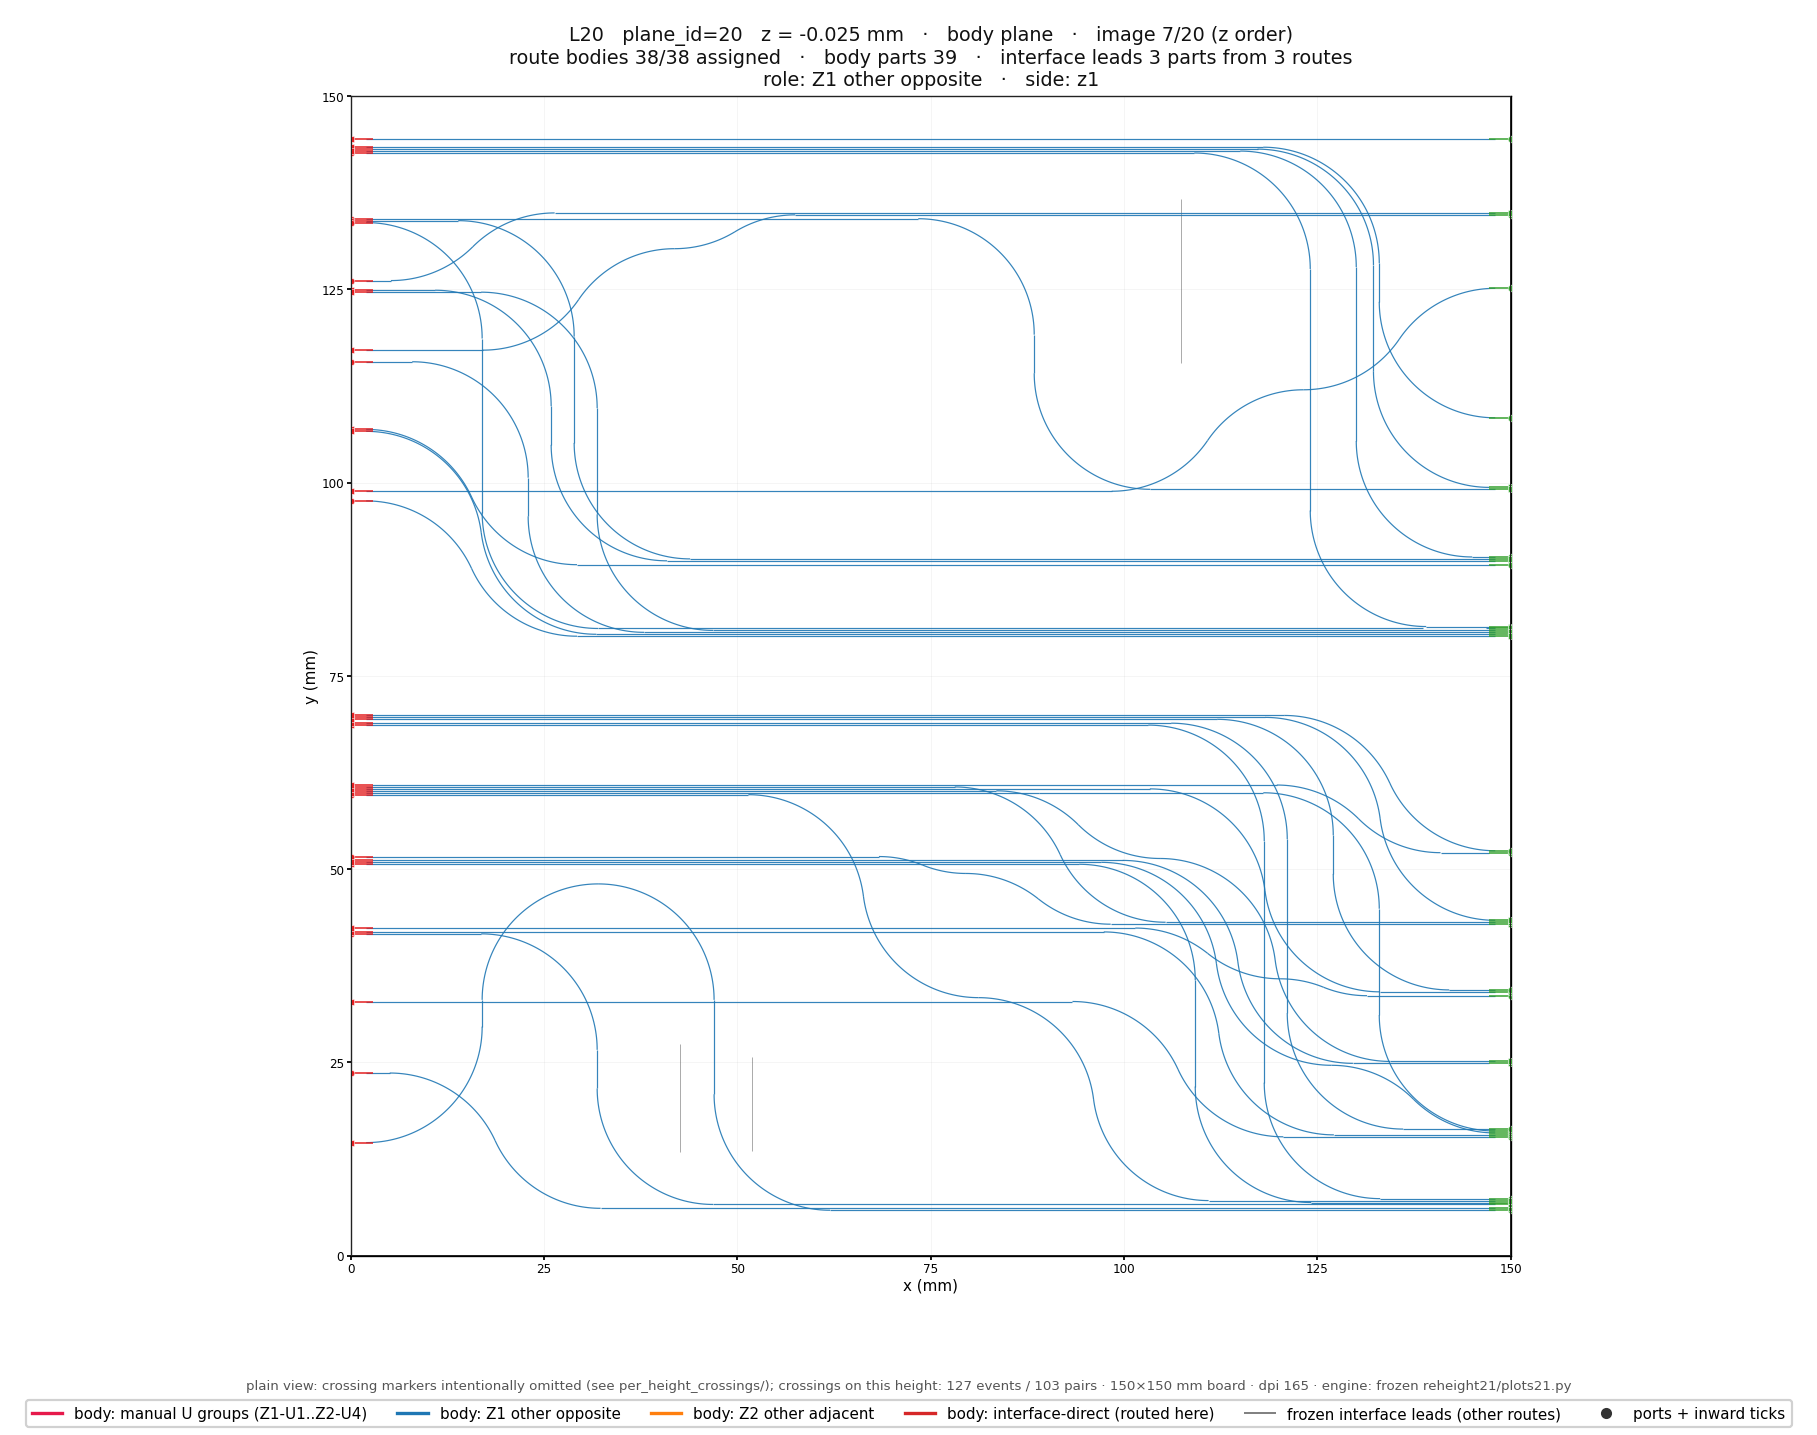 L20   plane_id=20   z = -0.025 mm   ·   body plane   ·   image 7/20 (z order)
route bodies 38/38 assigned   ·   body parts 39   ·   interface leads 3 parts from 3 routes
role: Z1 other opposite   ·   side: z1
150
125
100
75
50
25
0
y (mm)
0 25 50 75 100 125 150
x (mm)
plain view: crossing markers intentionally omitted (see per_height_crossings/); crossings on this height: 127 events / 103 pairs · 150×150 mm board · dpi 165 · engine: frozen reheight21/plots21.py
body: manual U groups (Z1-U1..Z2-U4) body: Z1 other opposite body: Z2 other adjacent body: interface-direct (routed here) frozen interface leads (other routes) ports + inward ticks